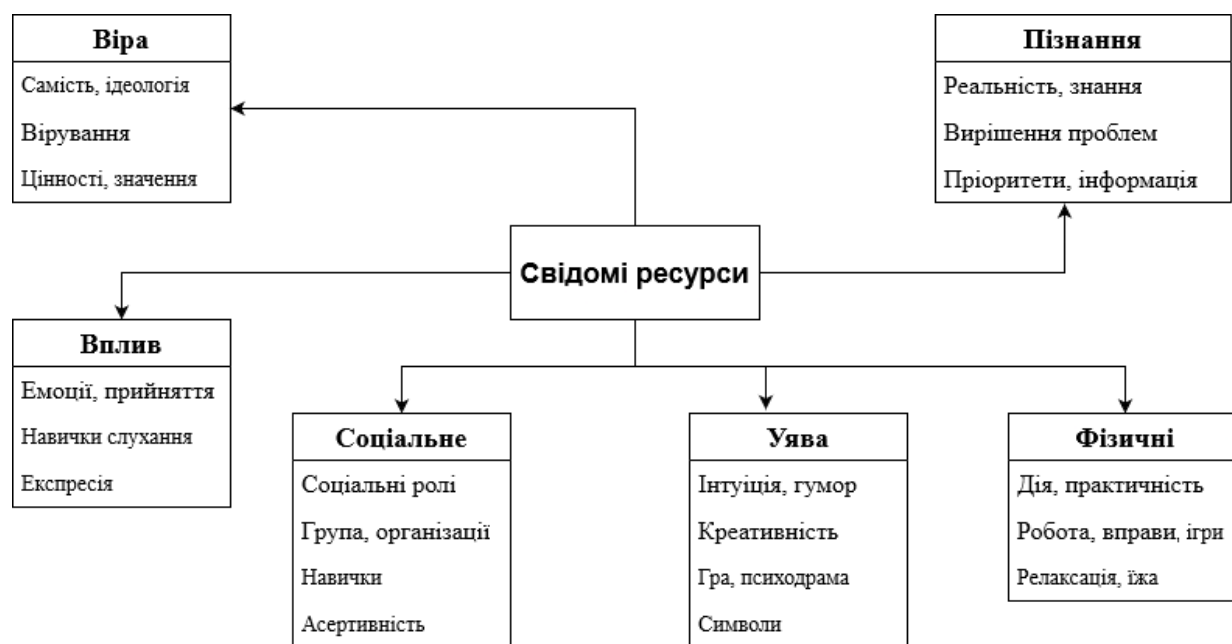 Віра
Самість, ідеологія
Вірування
Цінності, значення
Пізнання
Реальність, знання
Вирішення проблем
Пріоритети, інформація
Свідомі ресурси
Вплив
Емоції, прийняття
Навички слухання
Експресія
Соціальне
Соціальні ролі
Група, організації
Навички
Асертивність
Уява
Інтуіція, гумор
Креативність
Гра, психодрама
Символи
Фізичні
Дія, практичність
Робота, вправи, ігри
Релаксація, їжа